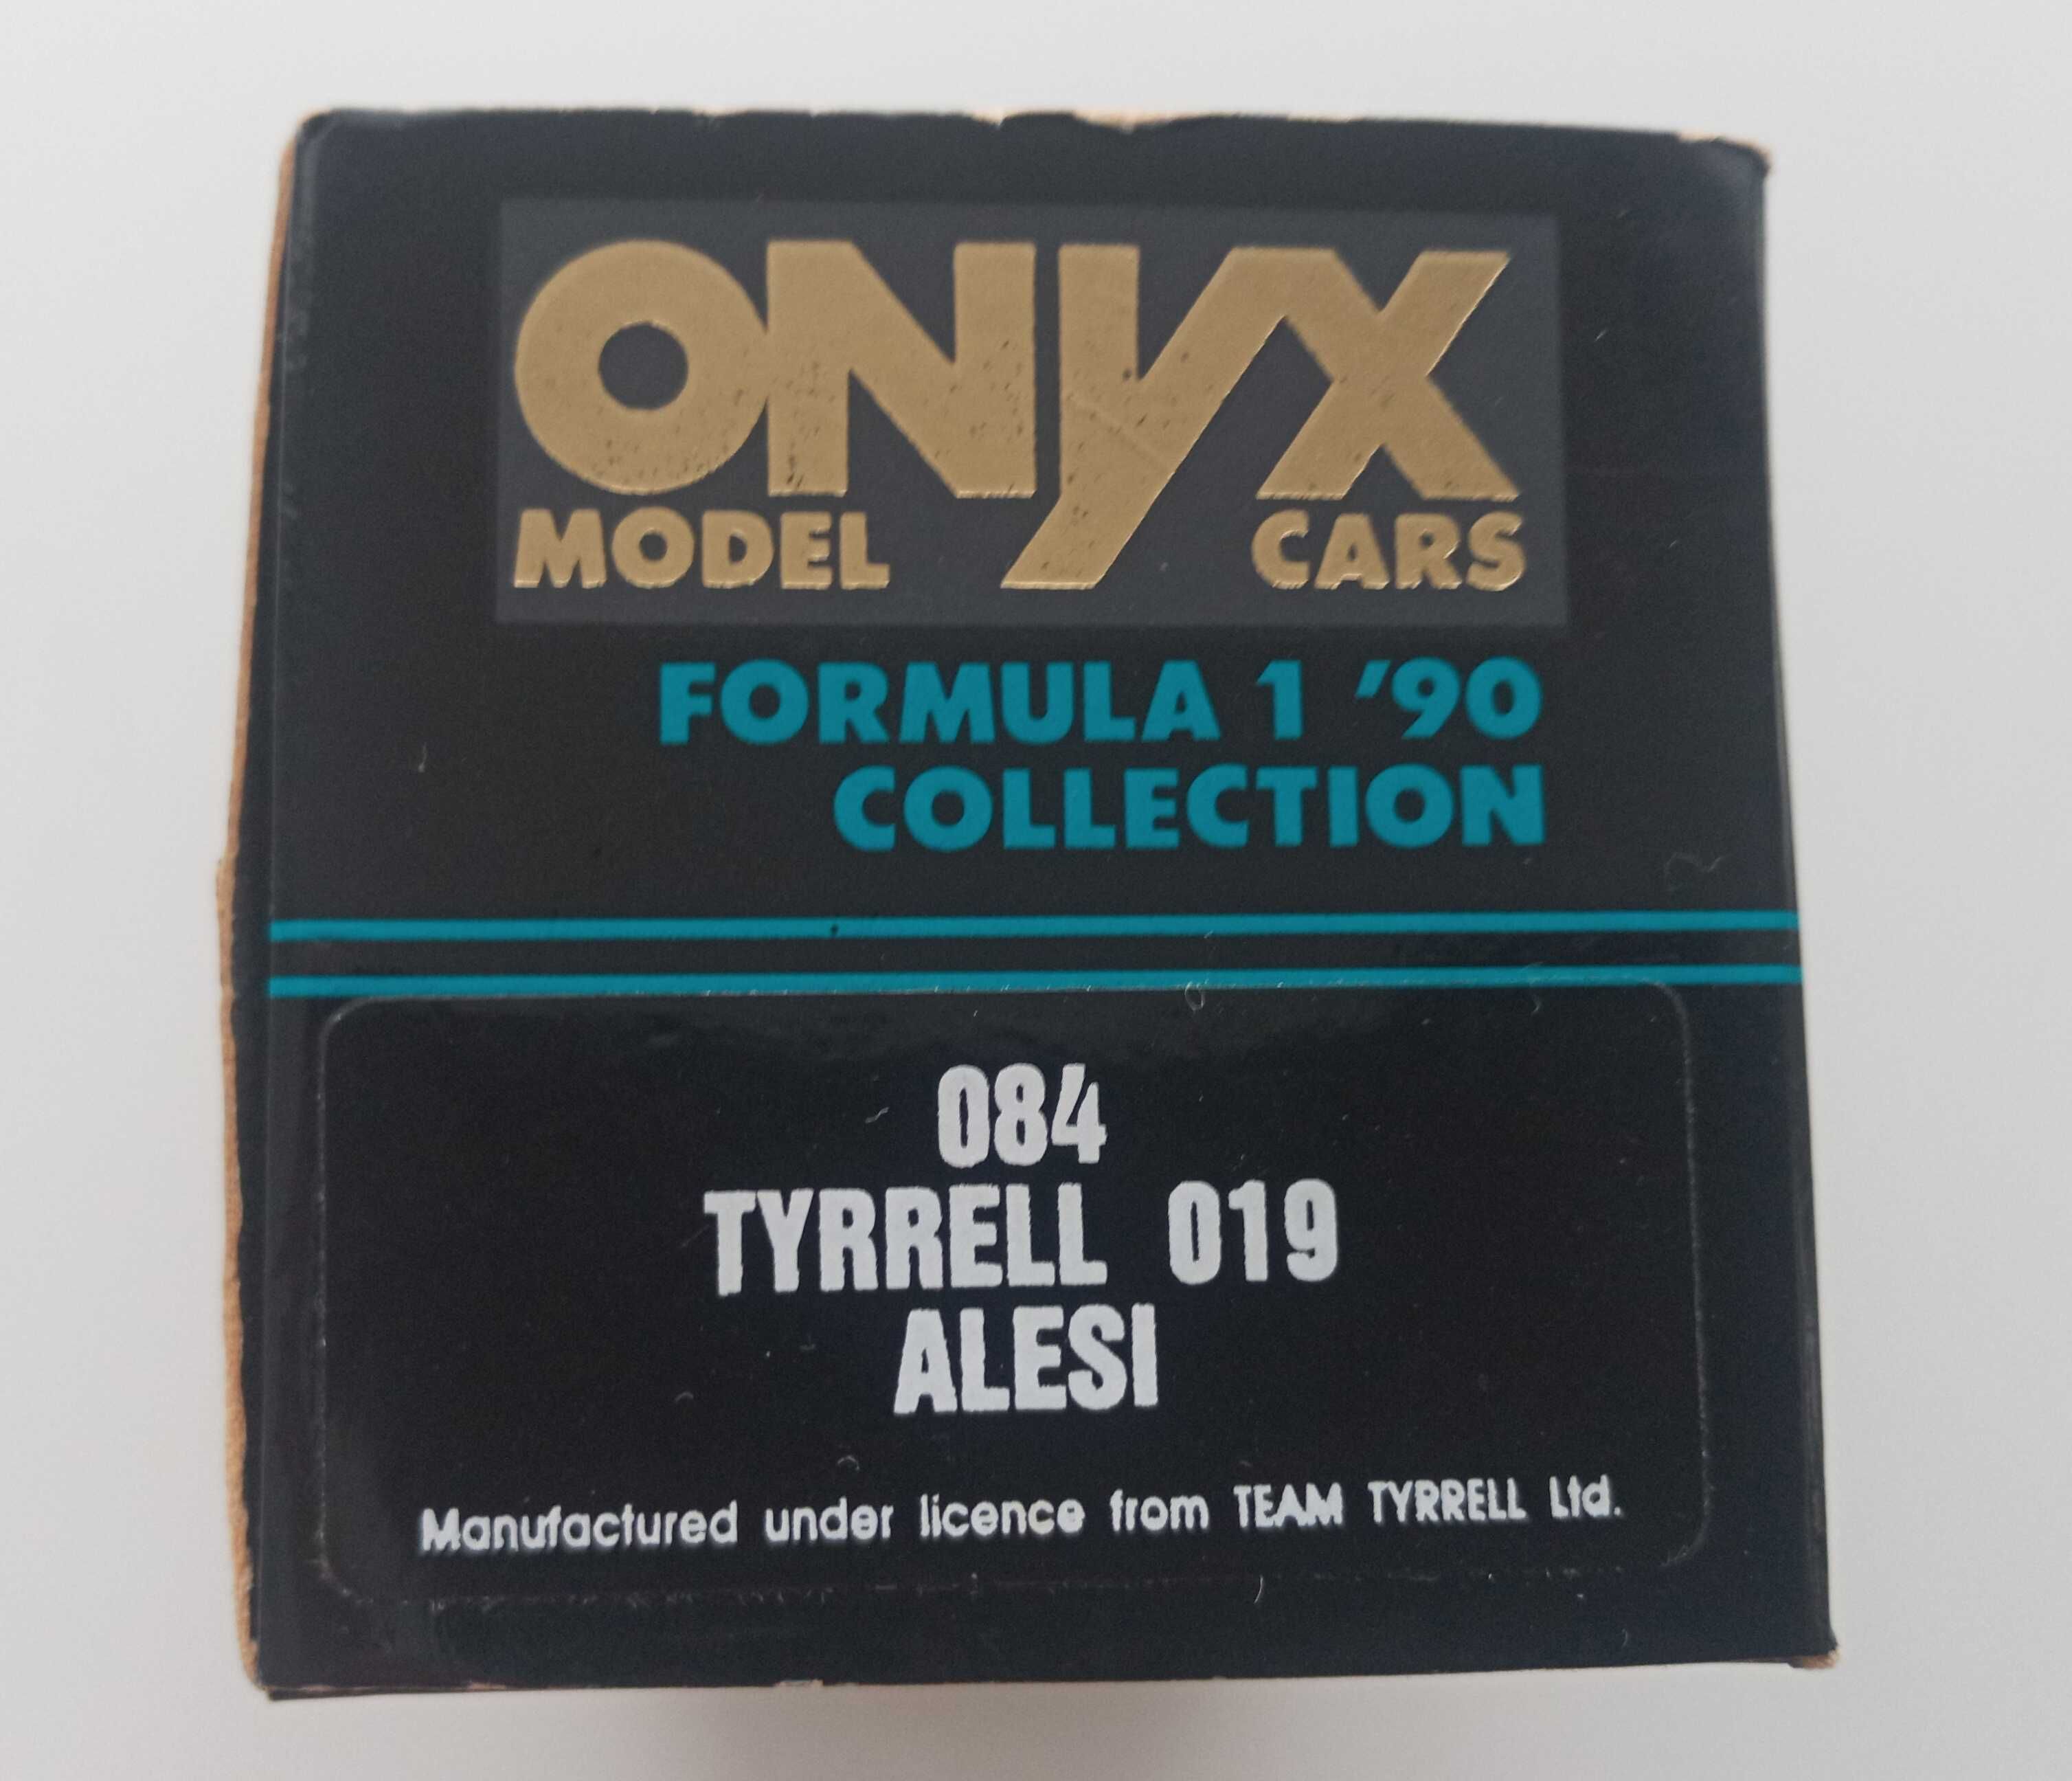 ONYX
MODEL CARS
FORMULA 1 '90
COLLECTION
084
TYRRELL 019
ALESI
Manufactured under licence from TEAM TYRRELL Ltd.